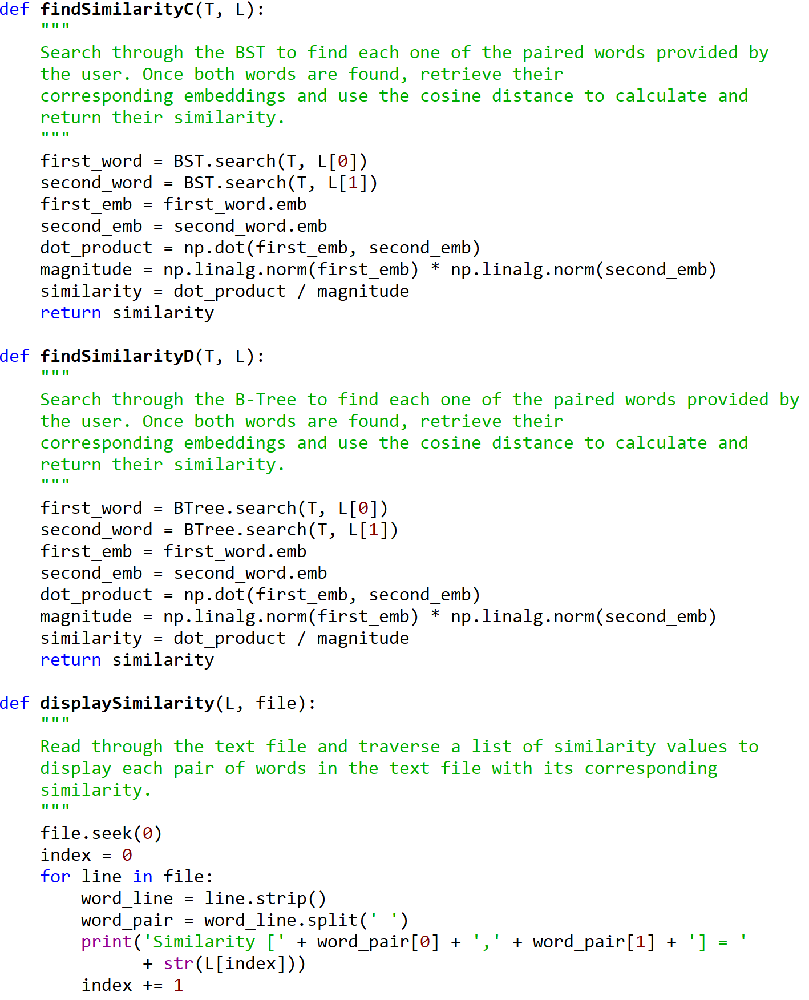 def findSimilarityC(T, L):
    """
    Search through the BST to find each one of the paired words provided by
    the user. Once both words are found, retrieve their
    corresponding embeddings and use the cosine distance to calculate and
    return their similarity.
    """
    first_word = BST.search(T, L[0])
    second_word = BST.search(T, L[1])
    first_emb = first_word.emb
    second_emb = second_word.emb
    dot_product = np.dot(first_emb, second_emb)
    magnitude = np.linalg.norm(first_emb) * np.linalg.norm(second_emb)
    similarity = dot_product / magnitude
    return similarity

def findSimilarityD(T, L):
    """
    Search through the B-Tree to find each one of the paired words provided by
    the user. Once both words are found, retrieve their
    corresponding embeddings and use the cosine distance to calculate and
    return their similarity.
    """
    first_word = BTree.search(T, L[0])
    second_word = BTree.search(T, L[1])
    first_emb = first_word.emb
    second_emb = second_word.emb
    dot_product = np.dot(first_emb, second_emb)
    magnitude = np.linalg.norm(first_emb) * np.linalg.norm(second_emb)
    similarity = dot_product / magnitude
    return similarity

def displaySimilarity(L, file):
    """
    Read through the text file and traverse a list of similarity values to
    display each pair of words in the text file with its corresponding
    similarity.
    """
    file.seek(0)
    index = 0
    for line in file:
        word_line = line.strip()
        word_pair = word_line.split(' ')
        print('Similarity [' + word_pair[0] + ',' + word_pair[1] + '] = '
              + str(L[index]))
        index += 1